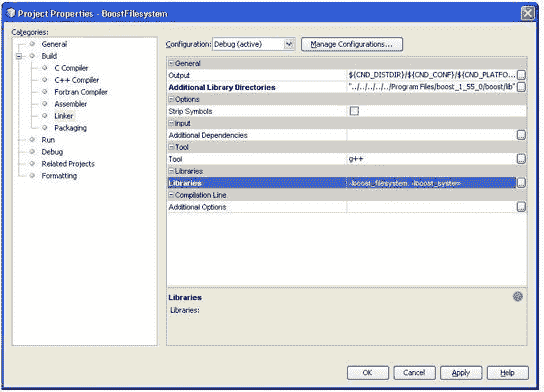 Project Properties - BoostFilesystem
Categories:
General
Build
C Compiler
C++ Compiler
Fortran Compiler
Assembler
Linker
Packaging
Run
Debug
Related Projects
Formatting
Configuration: Debug (active) Manage Configurations...
General
Output ${CND_DISTDIR}/${CND_CONF}/${CND_PLATFO... ...
Additional Library Directories "../../../../Program Files/boost_1_55_0/boost/lib" ...
Options
Strip Symbols
Input
Additional Dependencies ...
Tool
Tool g++ ...
Libraries
Libraries -lboost_filesystem, -lboost_system ...
Compilation Line
Additional Options ...
Libraries
Libraries:
OK Cancel Apply Help